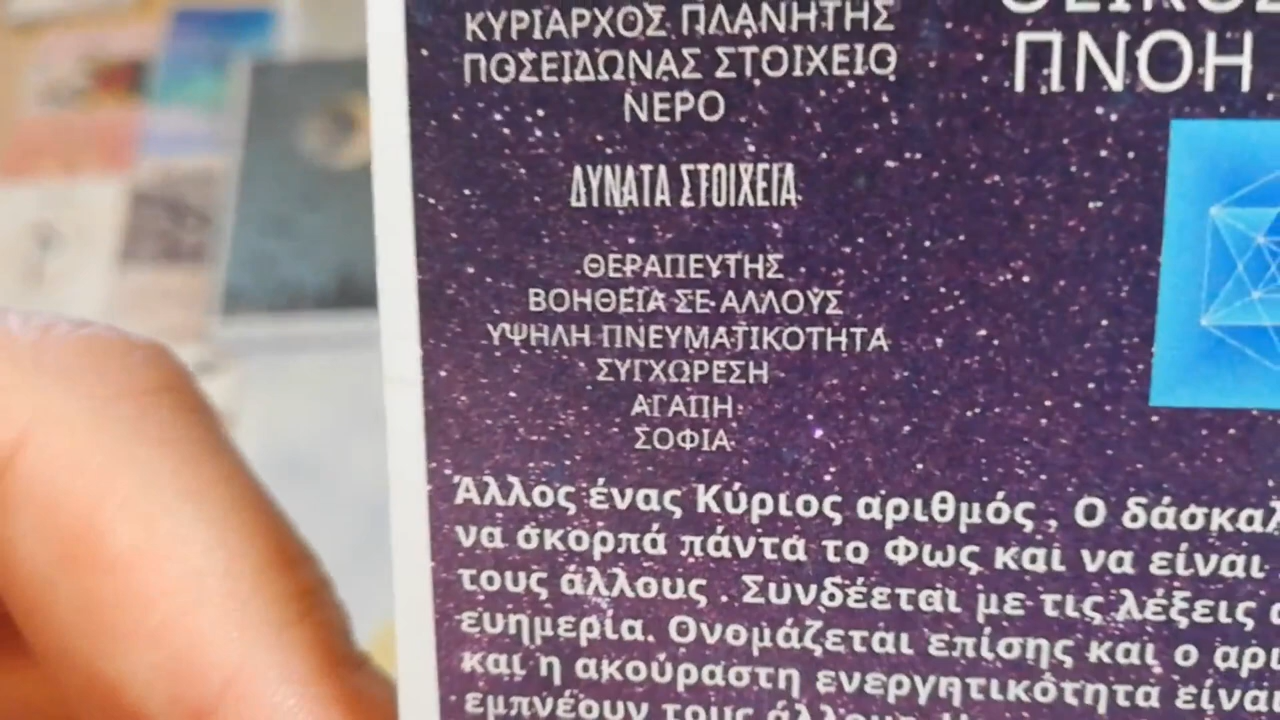 ΚΥΡΙΑΡΧΟΣ ΠΛΑΝΗΤΗΣ
ΠΟΣΕΙΔΩΝΑΣ ΣΤΟΙΧΕΙΟ
ΝΕΡΟ
ΠΝΟΗ
ΔΥΝΑΤΑ ΣΤΟΙΧΕΙΑ
ΘΕΡΑΠΕΥΤΗΣ
ΒΟΗΘΕΙΑ ΣΕ ΑΛΛΟΥΣ
ΥΨΗΛΗ ΠΝΕΥΜΑΤΙΚΟΤΗΤΑ
ΣΥΓΧΩΡΕΣΗ
ΑΓΑΠΗ
ΣΟΦΙΑ
Άλλος ένας Κύριος αριθμός . Ο
να σκορπά πάντα το Φως και να είναι
τους άλλους . Συνδέεται με τις λέξεις
ευημερία. Ονομάζεται επίσης και ο
και η ακούραστη ενεργητικότητα είναι
εμπνέουν τους